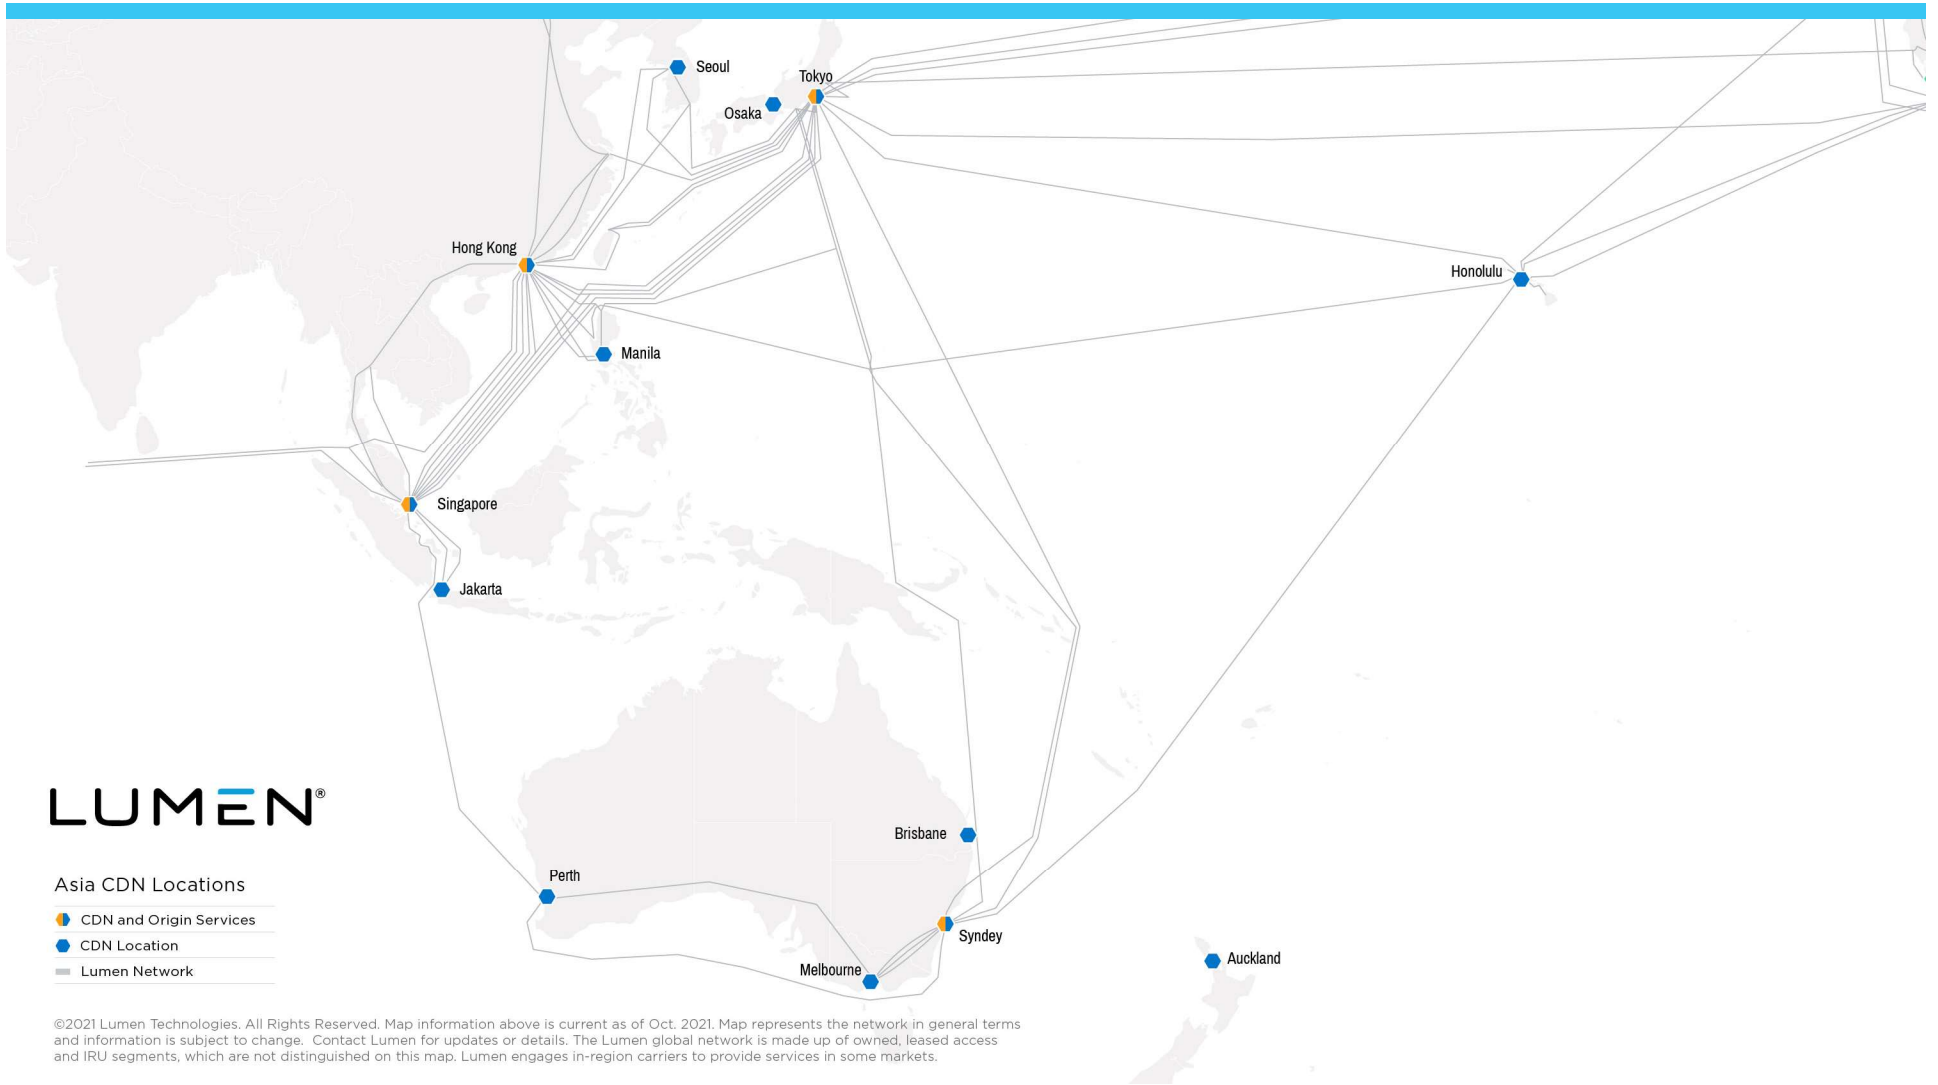 Seoul
Tokyo
Osaka
Hong Kong
Honolulu
Manila
Singapore
Jakarta
LUMEN®
Brisbane
Perth
Asia CDN Locations
CDN and Origin Services
CDN Location
Lumen Network
Syndey
Auckland
Melbourne
©2021 Lumen Technologies. All Rights Reserved. Map information above is current as of Oct. 2021. Map represents the network in general terms
and information is subject to change.  Contact Lumen for updates or details. The Lumen global network is made up of owned, leased access
and IRU segments, which are not distinguished on this map. Lumen engages in-region carriers to provide services in some markets.